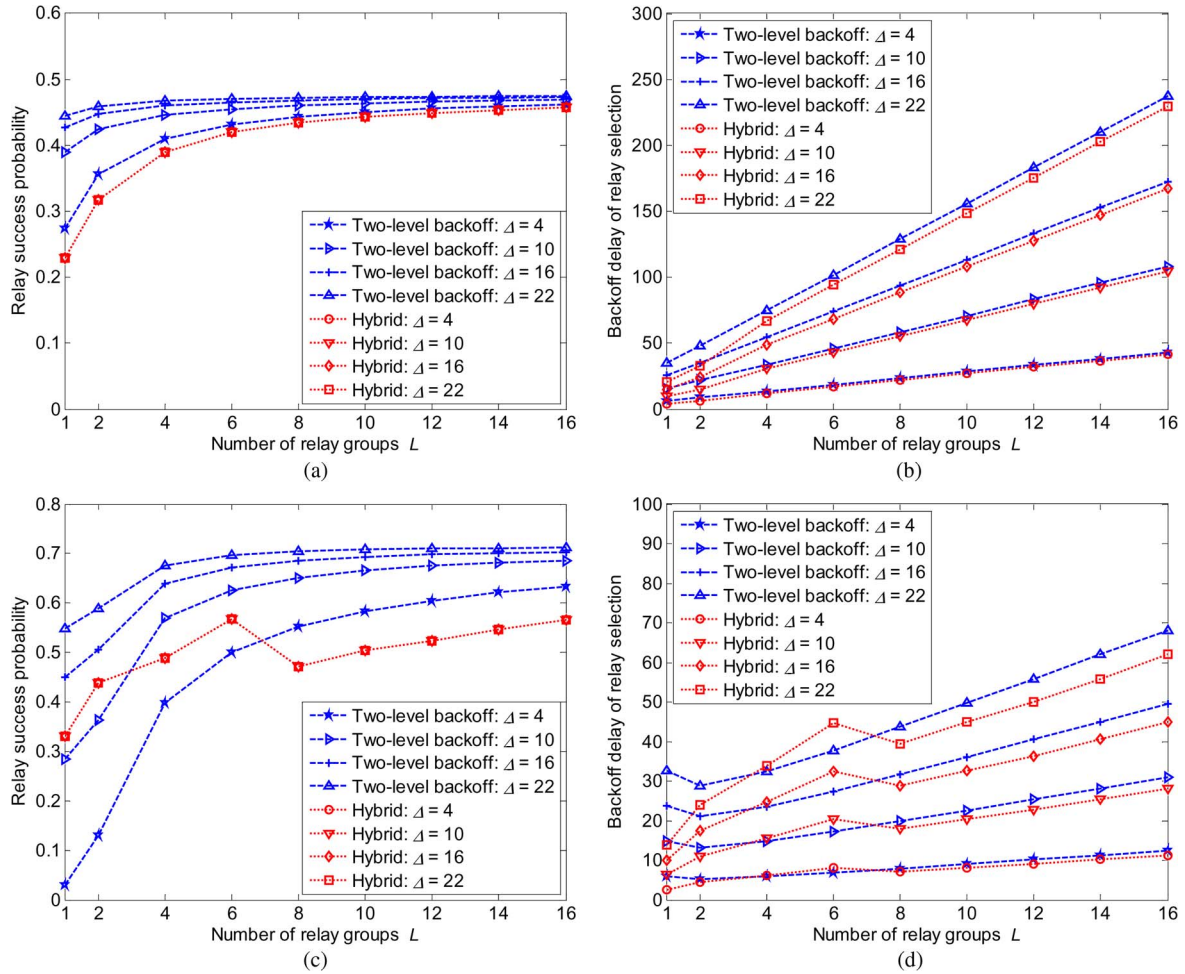 0.6
0.5
0.4
0.3
0.2
0.1
0
Relay success probability
Two-level backoff: Δ = 4
Two-level backoff: Δ = 10
Two-level backoff: Δ = 16
Two-level backoff: Δ = 22
Hybrid: Δ = 4
Hybrid: Δ = 10
Hybrid: Δ = 16
Hybrid: Δ = 22
1 2 4 6 8 10 12 14 16
Number of relay groups L
(a)
300
250
200
150
100
50
0
Backoff delay of relay selection
Two-level backoff: Δ = 4
Two-level backoff: Δ = 10
Two-level backoff: Δ = 16
Two-level backoff: Δ = 22
Hybrid: Δ = 4
Hybrid: Δ = 10
Hybrid: Δ = 16
Hybrid: Δ = 22
1 2 4 6 8 10 12 14 16
Number of relay groups L
(b)
0.8
0.7
0.6
0.5
0.4
0.3
0.2
0.1
0
Relay success probability
Two-level backoff: Δ = 4
Two-level backoff: Δ = 10
Two-level backoff: Δ = 16
Two-level backoff: Δ = 22
Hybrid: Δ = 4
Hybrid: Δ = 10
Hybrid: Δ = 16
Hybrid: Δ = 22
1 2 4 6 8 10 12 14 16
Number of relay groups L
(c)
100
90
80
70
60
50
40
30
20
10
0
Backoff delay of relay selection
Two-level backoff: Δ = 4
Two-level backoff: Δ = 10
Two-level backoff: Δ = 16
Two-level backoff: Δ = 22
Hybrid: Δ = 4
Hybrid: Δ = 10
Hybrid: Δ = 16
Hybrid: Δ = 22
1 2 4 6 8 10 12 14 16
Number of relay groups L
(d)